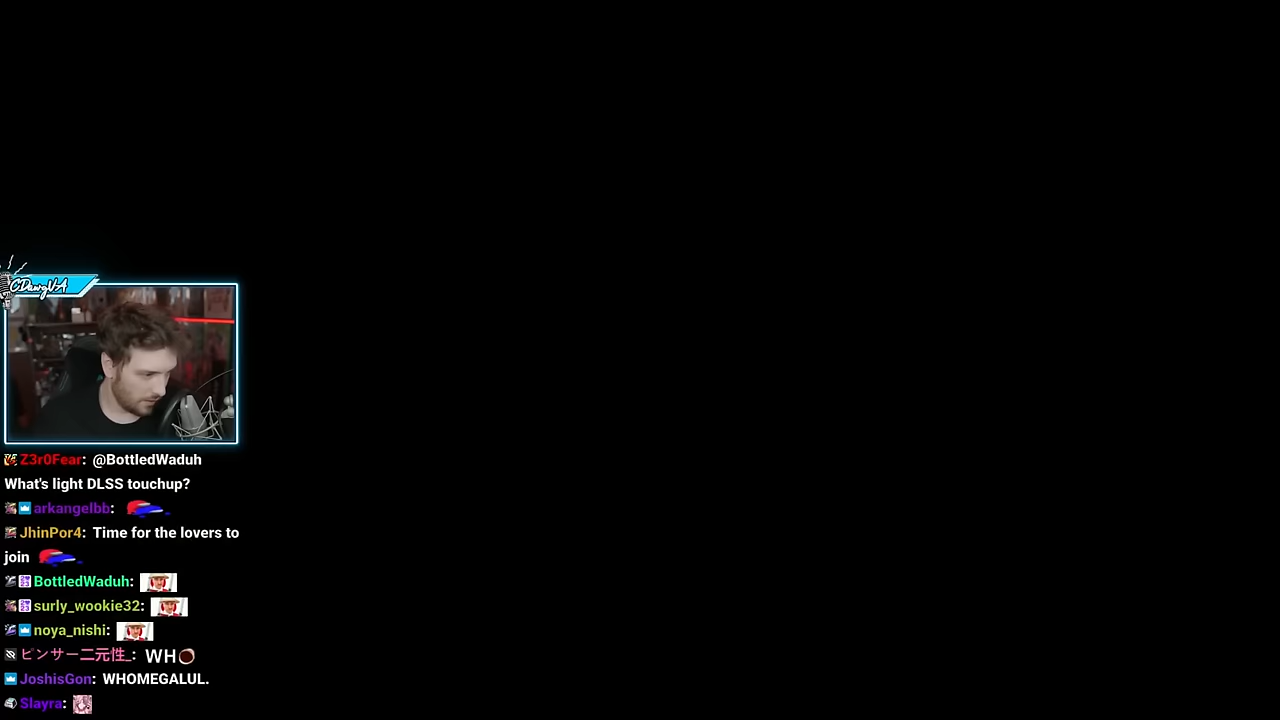 CDawgVA
Z3r0Fear: @BottledWaduh
What's light DLSS touchup?
arkangelbb:
JhinPor4: Time for the lovers to
join
BottledWaduh:
surly_wookie32:
noya_nishi:
ピンサー二元性_: WH
JoshisGon: WHOMEGALUL.
Slayra: